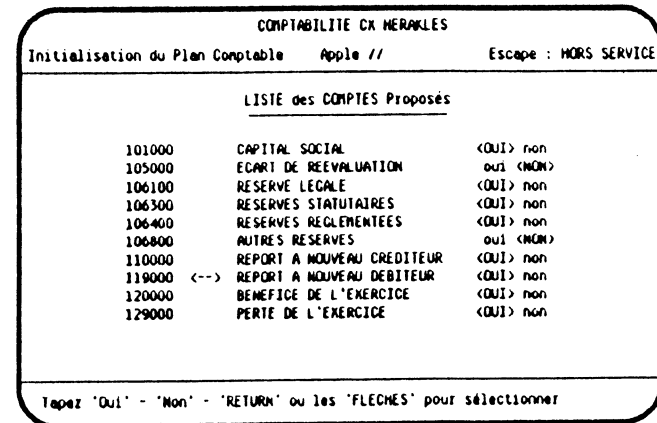 COMPTABILITE CX HERAKLES
Initialisation du Plan Comptable Apple // Escape : HORS SERVICE
LISTE des COMPTES Proposés
101000 CAPITAL SOCIAL <OUI> non
105000 ECART DE REEVALUATION oui <NON>
106100 RESERVE LEGALE <OUI> non
106300 RESERVES STATUTAIRES <OUI> non
106400 RESERVES REGLEMENTEES <OUI> non
106800 AUTRES RESERVES oui <NON>
110000 REPORT A NOUVEAU CREDITEUR <OUI> non
119000 <--> REPORT A NOUVEAU DEBITEUR <OUI> non
120000 BENEFICE DE L'EXERCICE <OUI> non
129000 PERTE DE L'EXERCICE <OUI> non
Tapez 'Oui' - 'Non' - 'RETURN' ou les 'FLECHES' pour sélectionner